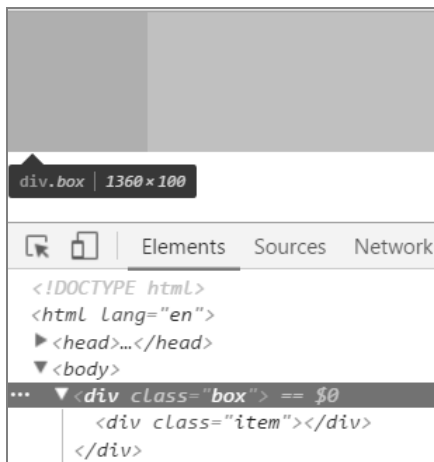 div.box | 1360×100
Elements Sources Network
<!DOCTYPE html>
<html lang="en">
▶<head>…</head>
▼<body>
••• ▼<div class="box"> == $0
<div class="item"></div>
</div>